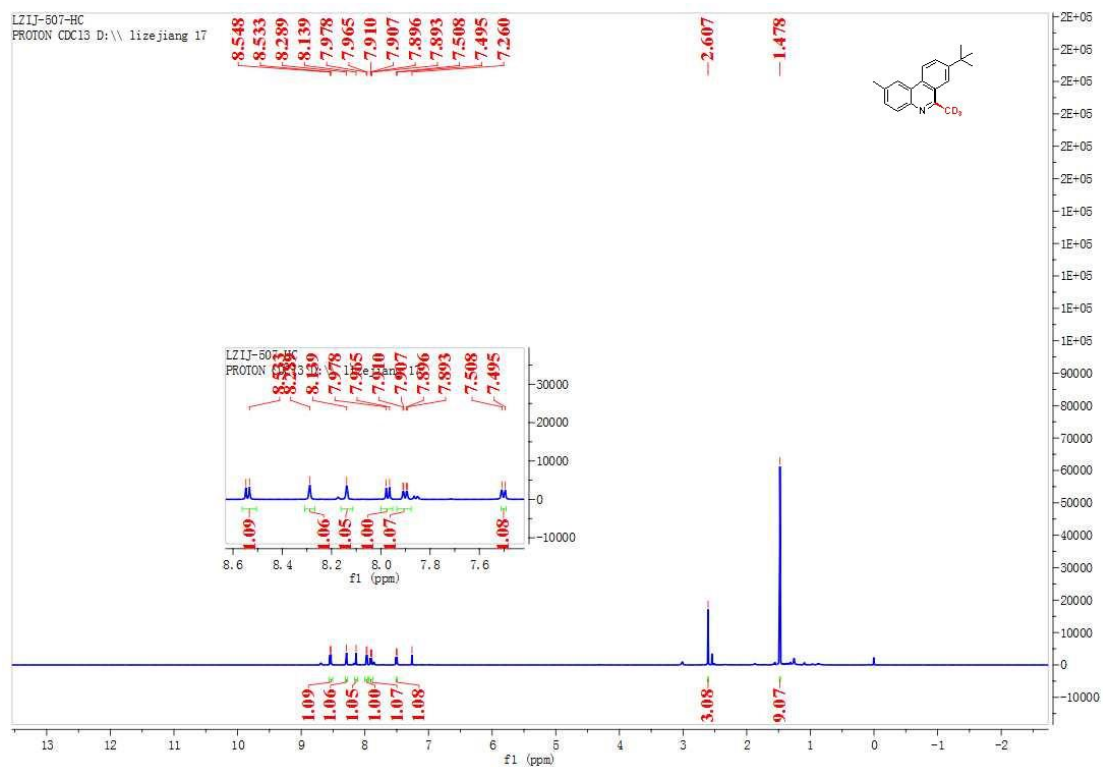 LZIJ-507-HC
PROTON CDCl3 D:\\ lizejiang 17
8.548
8.533
8.289
8.139
7.978
7.965
7.910
7.907
7.896
7.893
7.508
7.495
7.260
2.607
1.478
N
CD3
2E+05
2E+05
2E+05
2E+05
2E+05
2E+05
1E+05
1E+05
1E+05
1E+05
1E+05
90000
80000
70000
60000
50000
40000
30000
20000
10000
0
-10000
LZIJ-507-HC
8.533
8.289
8.139
7.978
7.965
7.910
7.907
7.896
7.893
7.508
7.495
30000
20000
10000
0
-10000
1.09
1.06
1.05
1.00
1.07
1.08
8.6 8.4 8.2 8.0 7.8 7.6
f1 (ppm)
1.09
1.06
1.05
1.00
1.07
1.08
3.08
9.07
13 12 11 10 9 8 7 6 5 4 3 2 1 0 -1 -2
f1 (ppm)